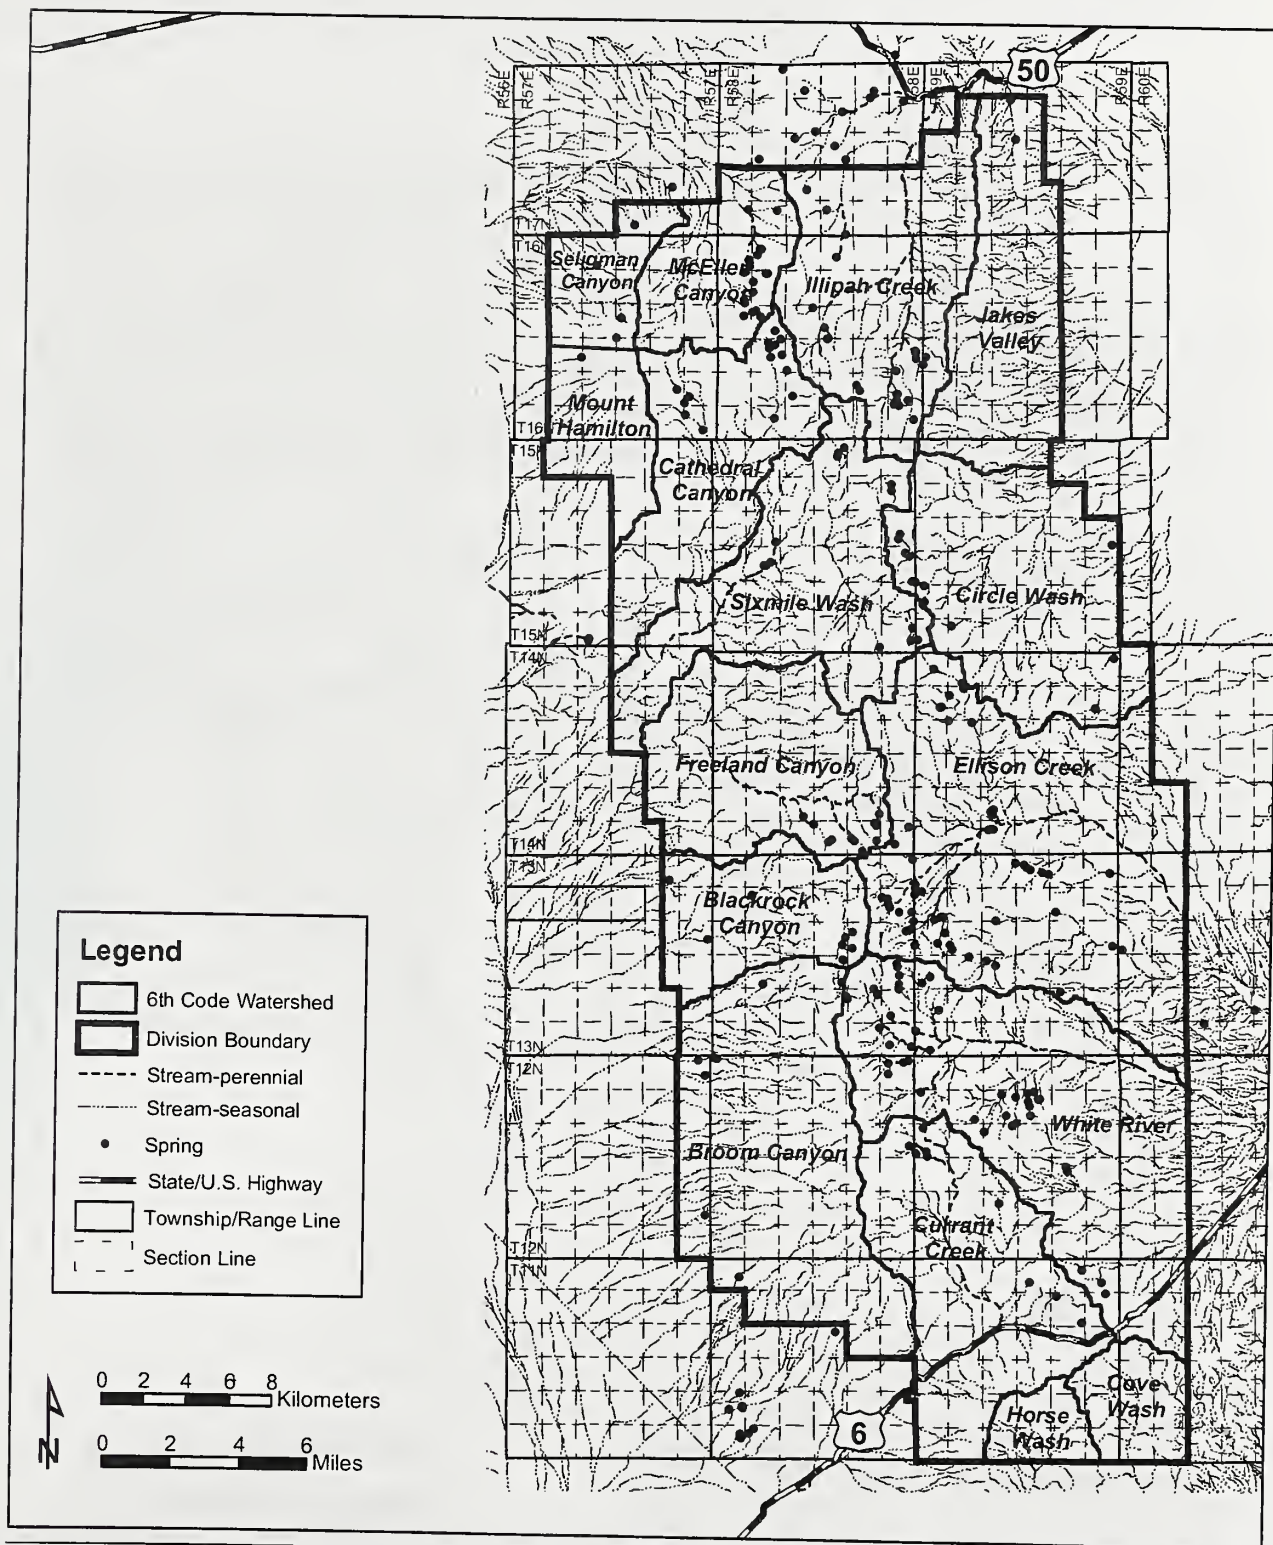 50
R56E
R57E
R57E
R58E
R58E
R59E
R59E
R60E
T17N
T16
Seligman
Canyon
McEllen
Canyon
Illipah Creek
Jakes
Valley
Mount
Hamilton
T16
T15N
Cathedral
Canyon
Sixmile Wash
Circle Wash
T15N
T14N
Freeland Canyon
Ellison Creek
T14N
T13N
Blackrock
Canyon
T13N
T12N
White River
Broom Canyon
Currant
Creek
T12N
T11N
Cove
Wash
Horse
Wash
6
Legend
6th Code Watershed
Division Boundary
Stream-perennial
Stream-seasonal
Spring
State/U.S. Highway
Township/Range Line
Section Line
0 2 4 6 8
Kilometers
0 2 4 6
Miles
N